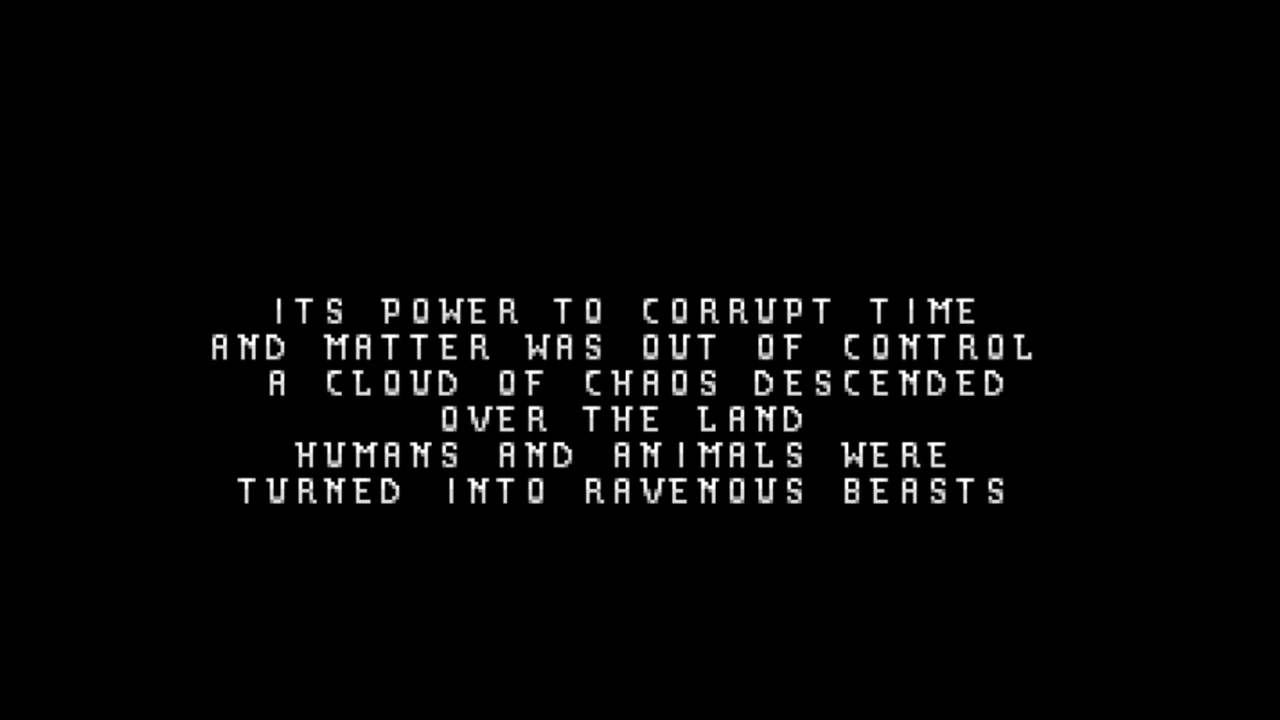 ITS POWER TO CORRUPT TIME
AND MATTER WAS OUT OF CONTROL
A CLOUD OF CHAOS DESCENDED
OVER THE LAND
HUMANS AND ANIMALS WERE
TURNED INTO RAVENOUS BEASTS